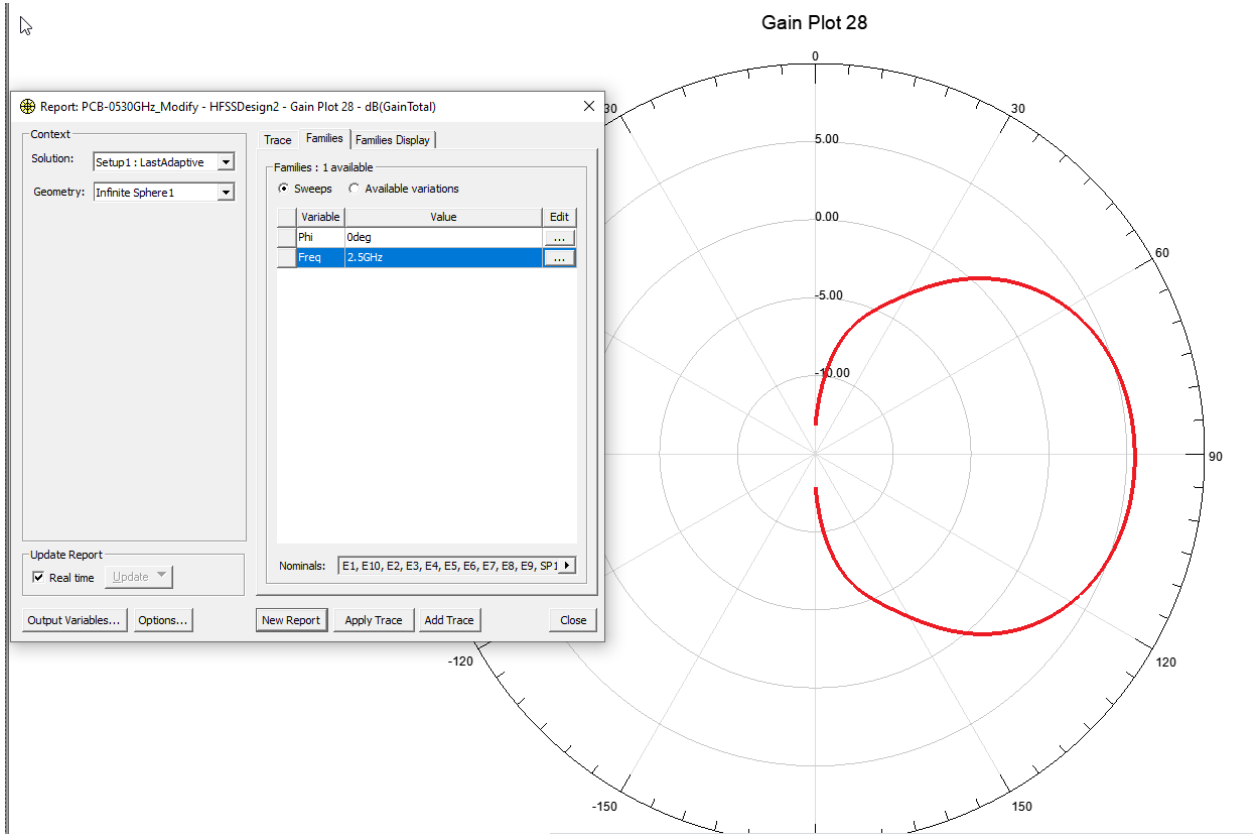 Gain Plot 28
Report: PCB-0530GHz_Modify - HFSSDesign2 - Gain Plot 28 - dB(GainTotal)
Context
Solution: Setup1 : LastAdaptive
Geometry: Infinite Sphere1
Trace Families Families Display
Families : 1 available
Sweeps Available variations
Variable Value Edit
Phi 0deg ...
Freq 2.5GHz ...
Nominals: E1, E10, E2, E3, E4, E5, E6, E7, E8, E9, SP1
Update Report
Real time Update
Output Variables... Options... New Report Apply Trace Add Trace Close
0
30
30
5.00
0.00
60
-5.00
-10.00
90
-120
120
-150
150